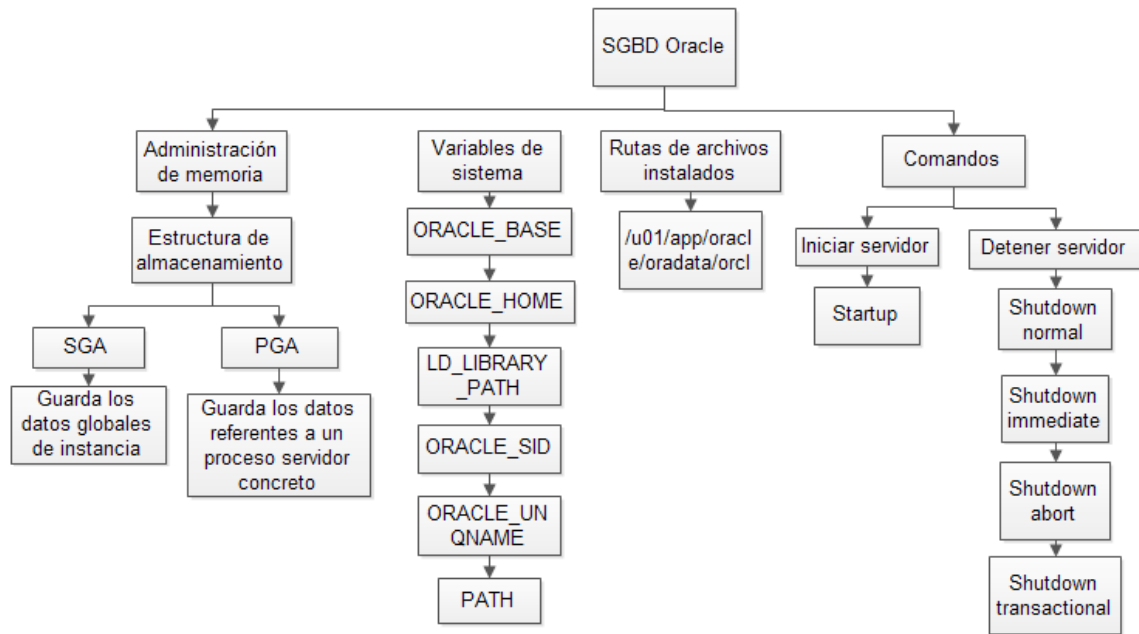 SGBD Oracle
Administración
de memoria
Variables de
sistema
Rutas de archivos
instalados
Comandos
Estructura de
almacenamiento
ORACLE_BASE
/u01/app/oracl
e/oradata/orcl
Iniciar servidor
Detener servidor
ORACLE_HOME
Startup
Shutdown
normal
SGA
PGA
LD_LIBRARY
_PATH
Guarda los
datos globales
de instancia
Guarda los datos
referentes a un
proceso servidor
concreto
Shutdown
immediate
ORACLE_SID
ORACLE_UN
QNAME
Shutdown
abort
PATH
Shutdown
transactional